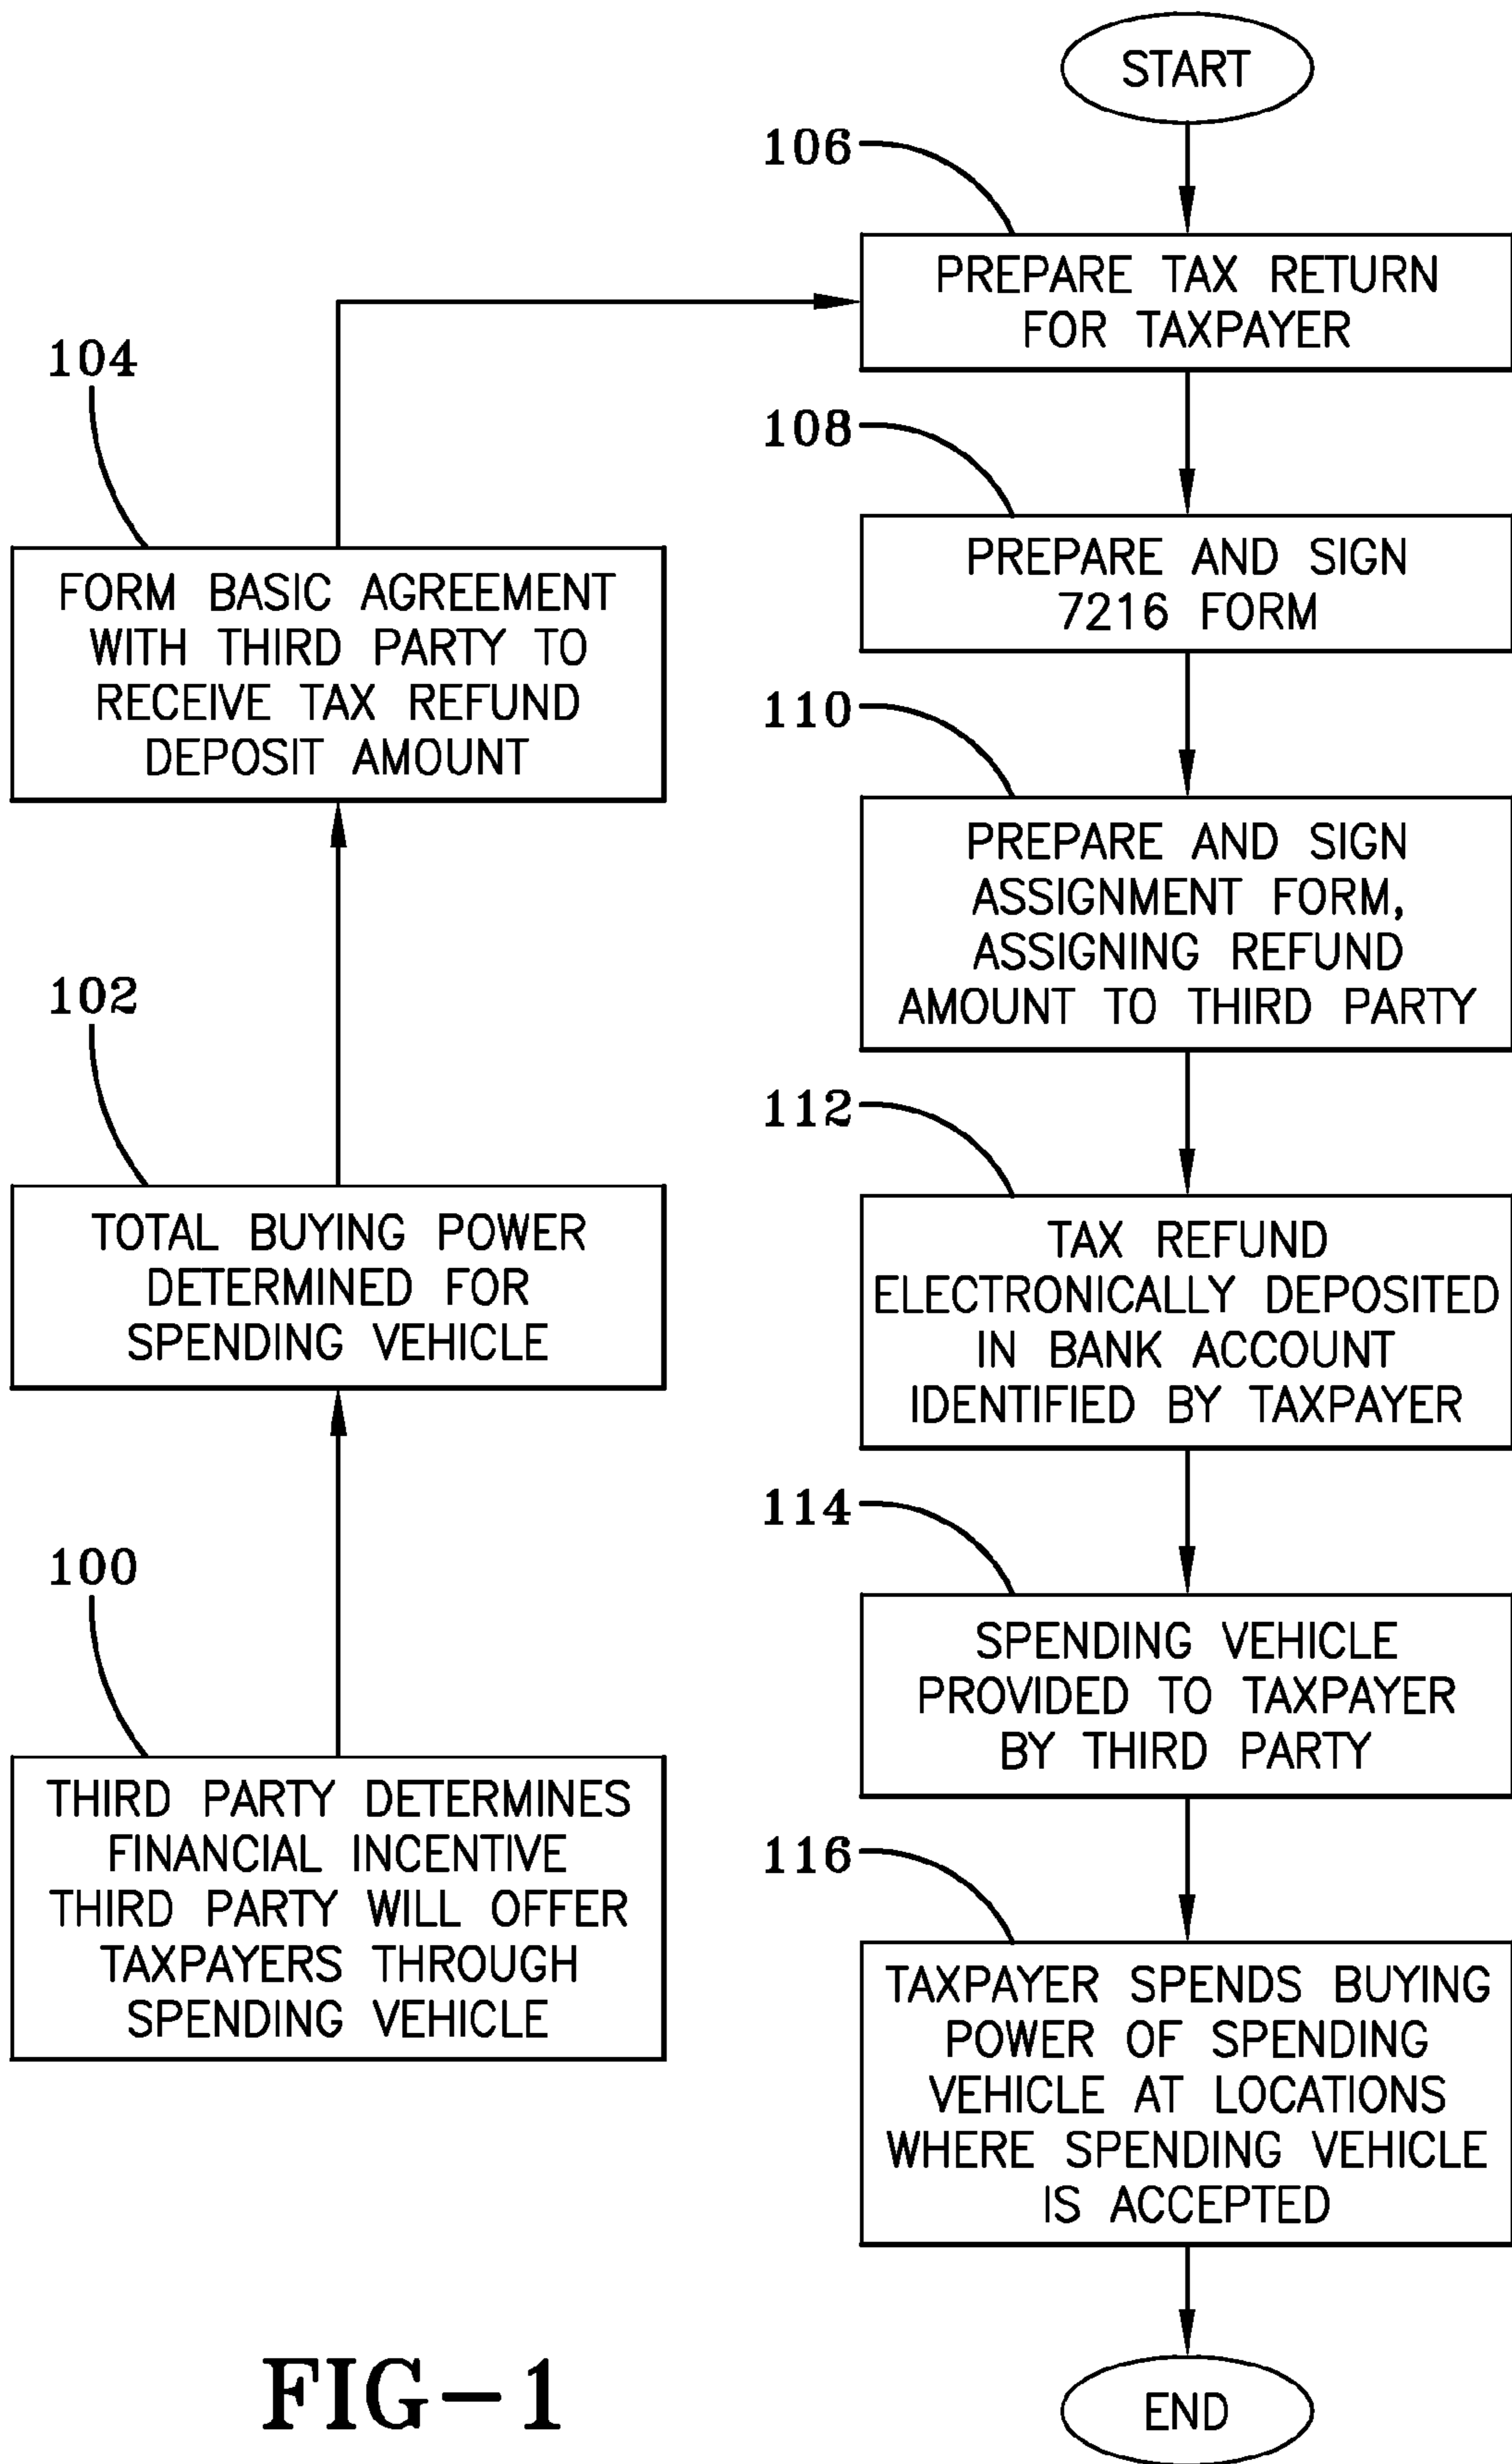 START
106
PREPARE TAX RETURN
FOR TAXPAYER
108
PREPARE AND SIGN
7216 FORM
110
PREPARE AND SIGN
ASSIGNMENT FORM,
ASSIGNING REFUND
AMOUNT TO THIRD PARTY
112
TAX REFUND
ELECTRONICALLY DEPOSITED
IN BANK ACCOUNT
IDENTIFIED BY TAXPAYER
114
SPENDING VEHICLE
PROVIDED TO TAXPAYER
BY THIRD PARTY
116
TAXPAYER SPENDS BUYING
POWER OF SPENDING
VEHICLE AT LOCATIONS
WHERE SPENDING VEHICLE
IS ACCEPTED
END
104
FORM BASIC AGREEMENT
WITH THIRD PARTY TO
RECEIVE TAX REFUND
DEPOSIT AMOUNT
102
TOTAL BUYING POWER
DETERMINED FOR
SPENDING VEHICLE
100
THIRD PARTY DETERMINES
FINANCIAL INCENTIVE
THIRD PARTY WILL OFFER
TAXPAYERS THROUGH
SPENDING VEHICLE
FIG-1